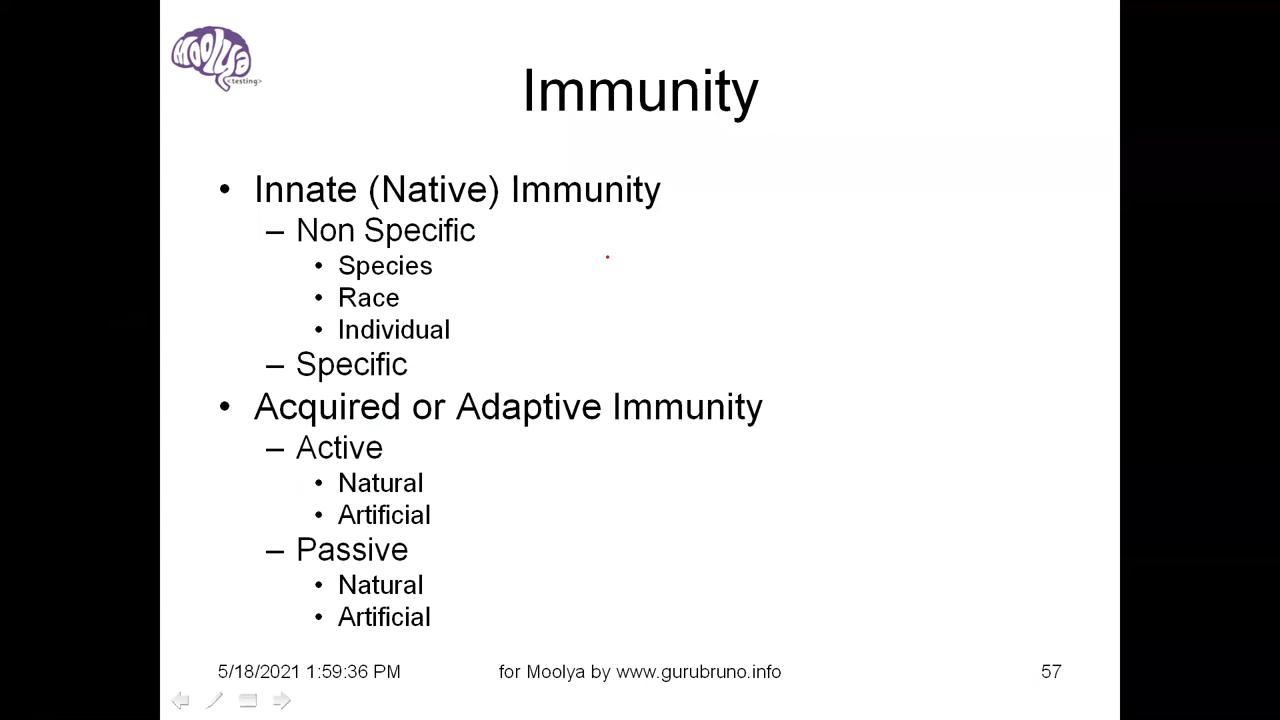 Moolya
<testing>
Immunity
• Innate (Native) Immunity
– Non Specific
• Species
• Race
• Individual
– Specific
• Acquired or Adaptive Immunity
– Active
• Natural
• Artificial
– Passive
• Natural
• Artificial
5/18/2021 1:59:36 PM for Moolya by www.gurubruno.info 57